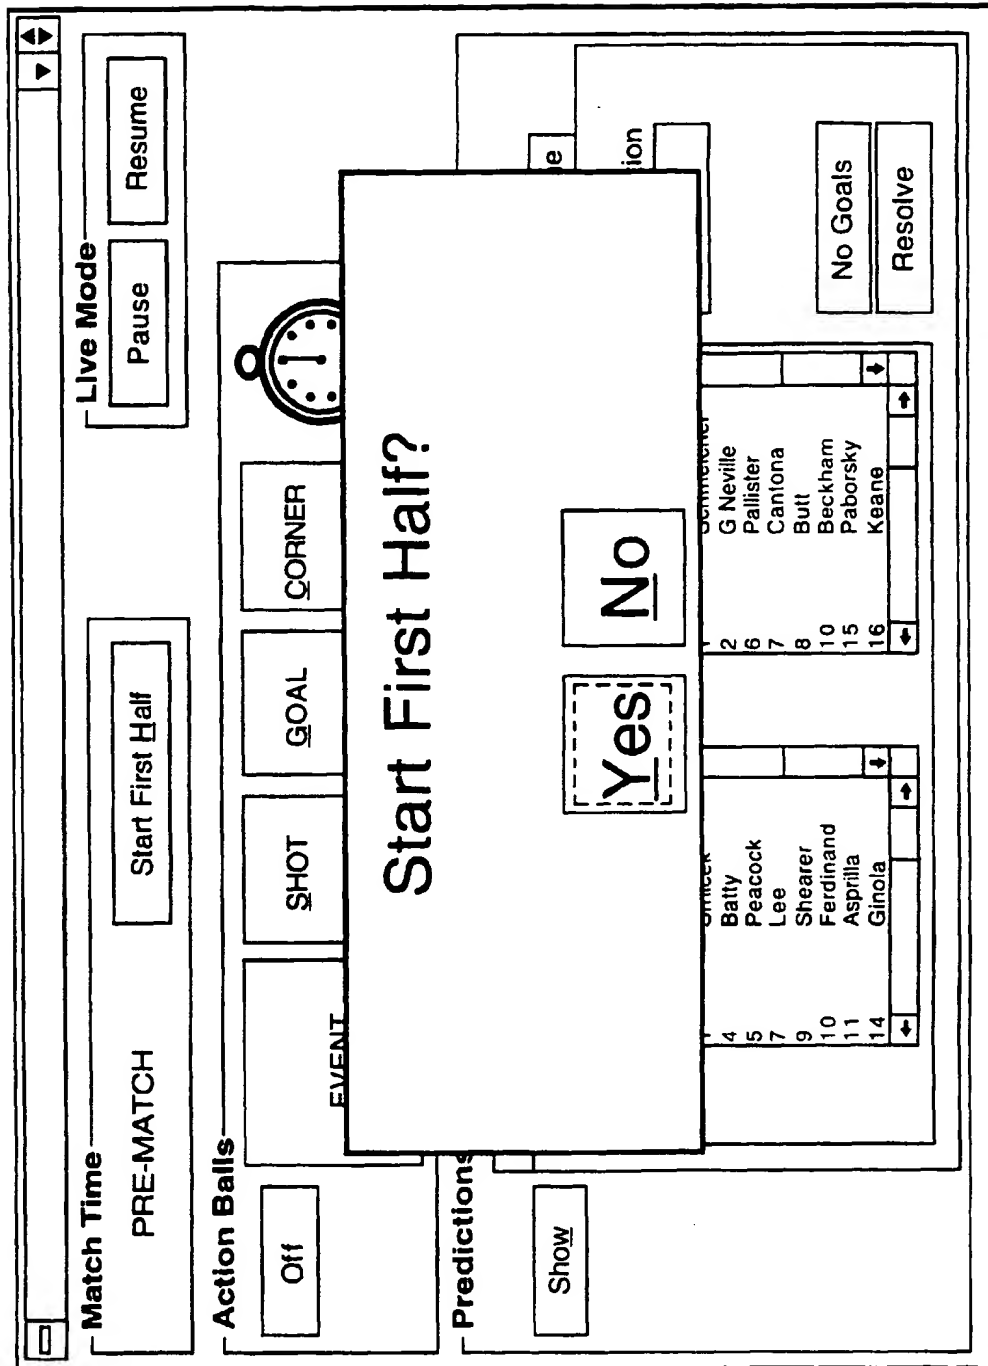 Match Time
PRE-MATCH
Start First Half
Live Mode
Pause
Resume
Action Balls
Off
EVENT
SHOT
GOAL
CORNER
Start First Half?
Yes
No
Predictions
Show
4 Batty
5 Peacock
7 Lee
9 Shearer
10 Ferdinand
11 Asprilla
14 Ginola
2 G Neville
6 Pallister
7 Cantona
8 Butt
10 Beckham
15 Paborsky
16 Keane
No Goals
Resolve